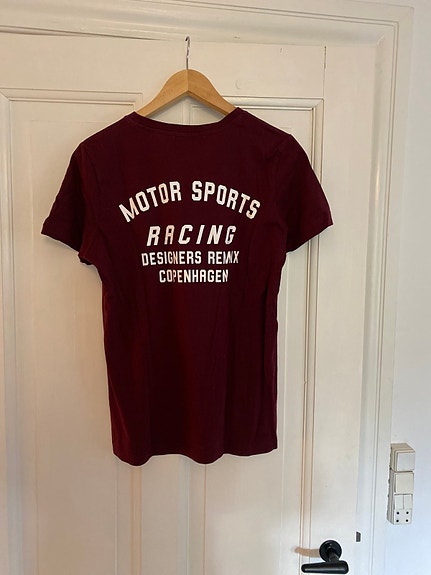 MOTOR SPORTS
RACING
DESIGNERS REMIX
COPENHAGEN